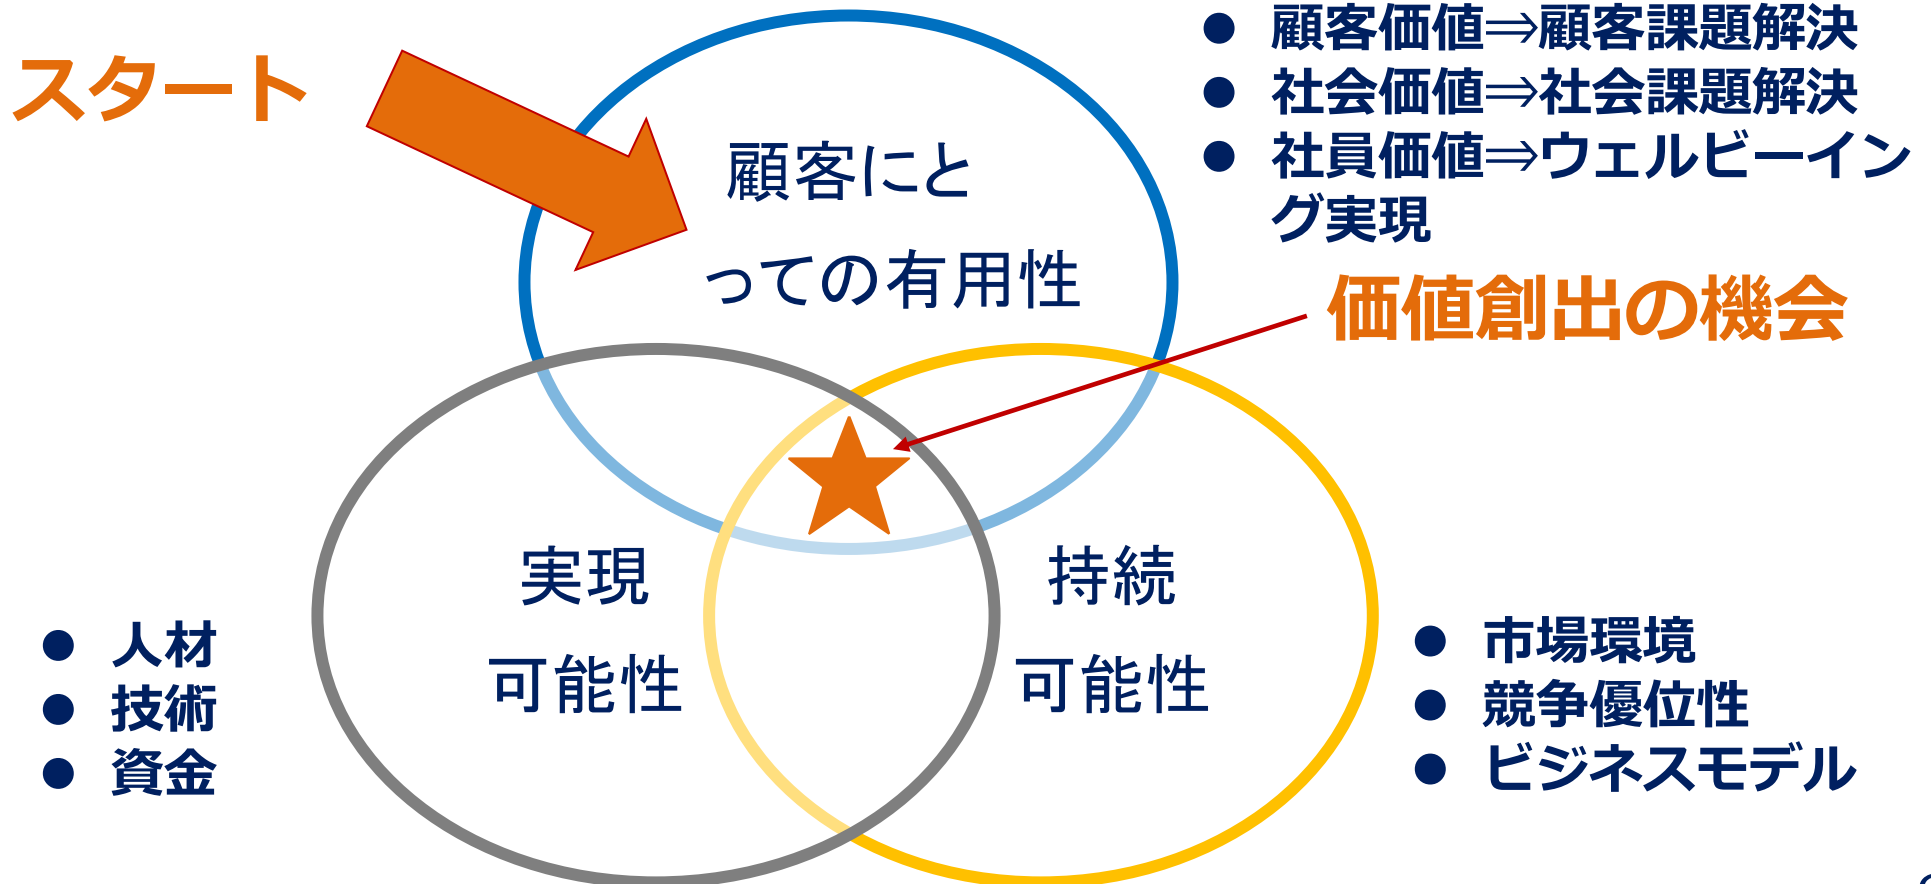 スタート
● 顧客価値⇒顧客課題解決
● 社会価値⇒社会課題解決
● 社員価値⇒ウェルビーイン
グ実現
顧客にと
っての有用性
価値創出の機会
実現
可能性
持続
可能性
● 人材
● 技術
● 資金
● 市場環境
● 競争優位性
● ビジネスモデル